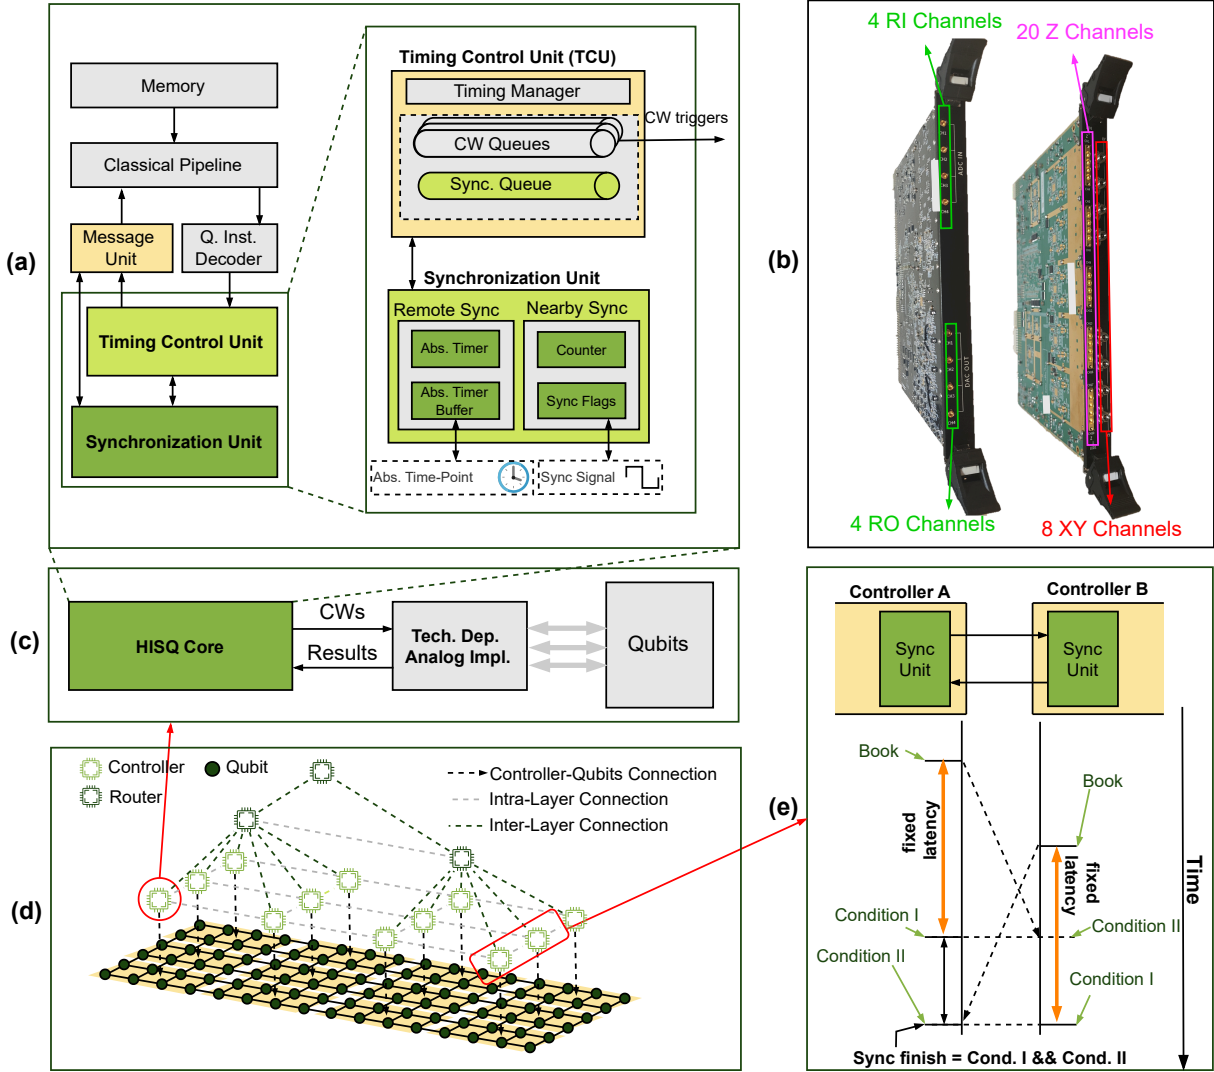 (a)
Memory
Classical Pipeline
Message
Unit
Q. Inst.
Decoder
Timing Control Unit
Synchronization Unit
Timing Control Unit (TCU)
Timing Manager
CW Queues
CW triggers
Sync. Queue
Synchronization Unit
Remote Sync
Nearby Sync
Abs. Timer
Counter
Abs. Timer
Buffer
Sync Flags
Abs. Time-Point
Sync Signal
(b)
4 RI Channels
20 Z Channels
ADC IN
DAC OUT
4 RO Channels
8 XY Channels
(c)
HISQ Core
CWs
Results
Tech. Dep.
Analog Impl.
Qubits
(d)
Controller
Qubit
Router
Controller-Qubits Connection
Intra-Layer Connection
Inter-Layer Connection
(e)
Controller A
Controller B
Sync
Unit
Sync
Unit
Book
Book
fixed
latency
fixed
latency
Time
Condition I
Condition II
Condition II
Condition I
Sync finish = Cond. I && Cond. II